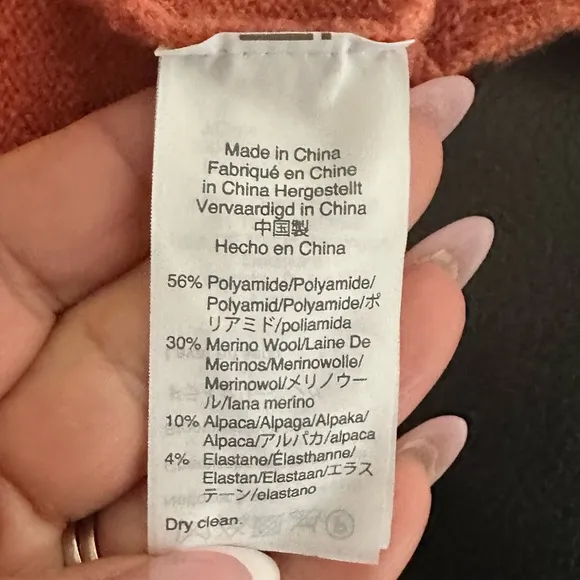 Made in China
Fabriqué en Chine
in China Hergestellt
Vervaardigd in China
中国製
Hecho en China
56% Polyamide/Polyamide/
Polyamid/Polyamide/ポ
リアミド/poliamida
30% Merino Wool/Laine De
Merinos/Merinowolle/
Merinowol/メリノウー
ル/lana merino
10% Alpaca/Alpaga/Alpaka/
Alpaca/アルパカ/alpaca
4% Elastane/Élasthanne/
Elastan/Elastaan/エラス
テーン/elastano
Dry clean.